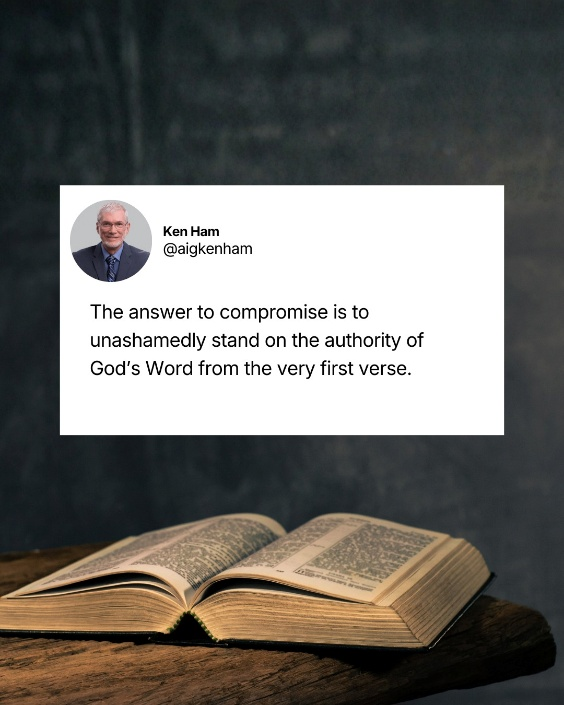 Ken Ham
@aigkenham
The answer to compromise is to
unashamedly stand on the authority of
God's Word from the very first verse.